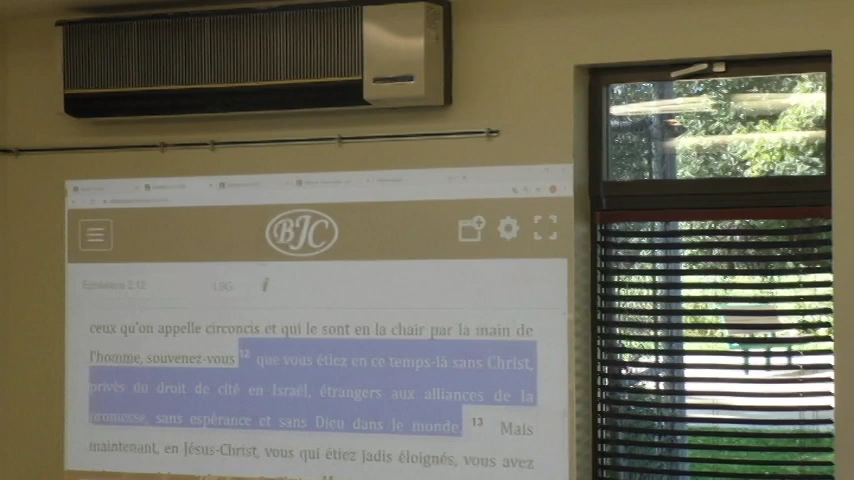 BJC
Ephésiens 2.12
LSG
ceux qu'on appelle circoncis et qui le sont en la chair par la main de
l'homme, souvenez-vous 12 que vous étiez en ce temps-là sans Christ,
privés du droit de cité en Israël, étrangers aux alliances de la
promesse, sans espérance et sans Dieu dans le monde. 13 Mais
maintenant, en Jésus-Christ, vous qui étiez jadis éloignés, vous avez